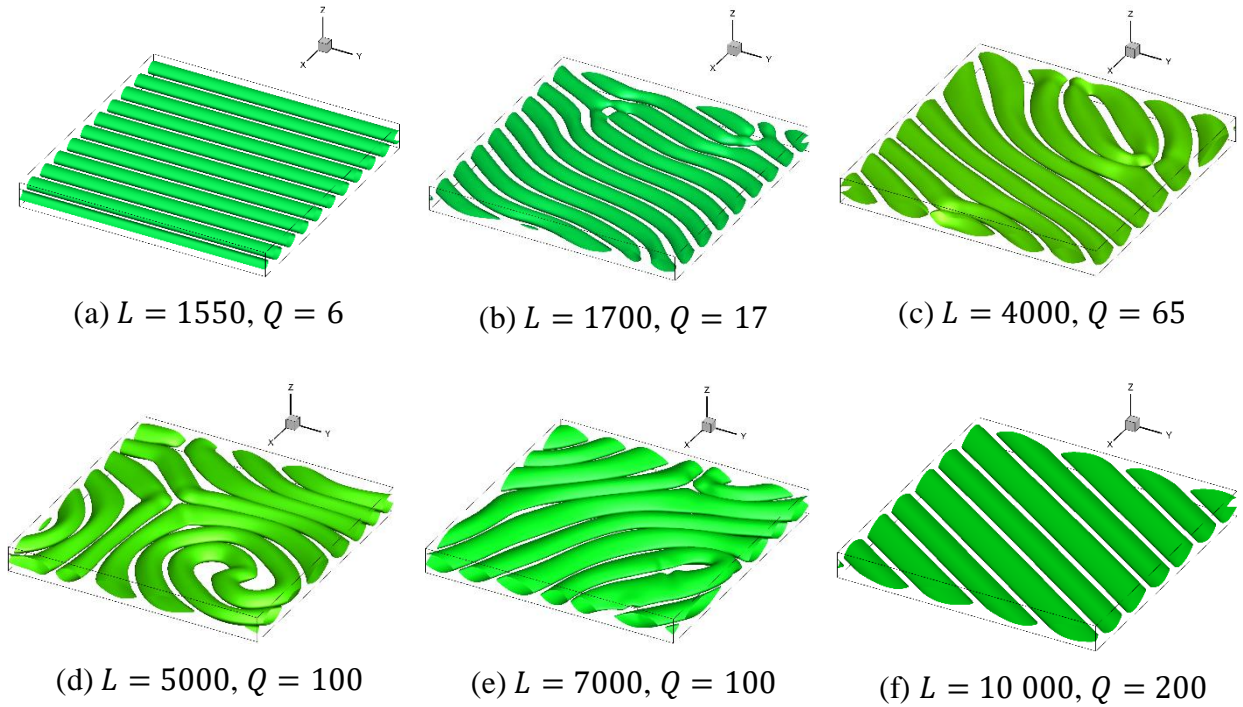 Z
X
Y
Z
X
Y
Z
X
Y
(a) L = 1550, Q = 6
(b) L = 1700, Q = 17
(c) L = 4000, Q = 65
Z
X
Y
Z
X
Y
Z
X
Y
(d) L = 5000, Q = 100
(e) L = 7000, Q = 100
(f) L = 10 000, Q = 200